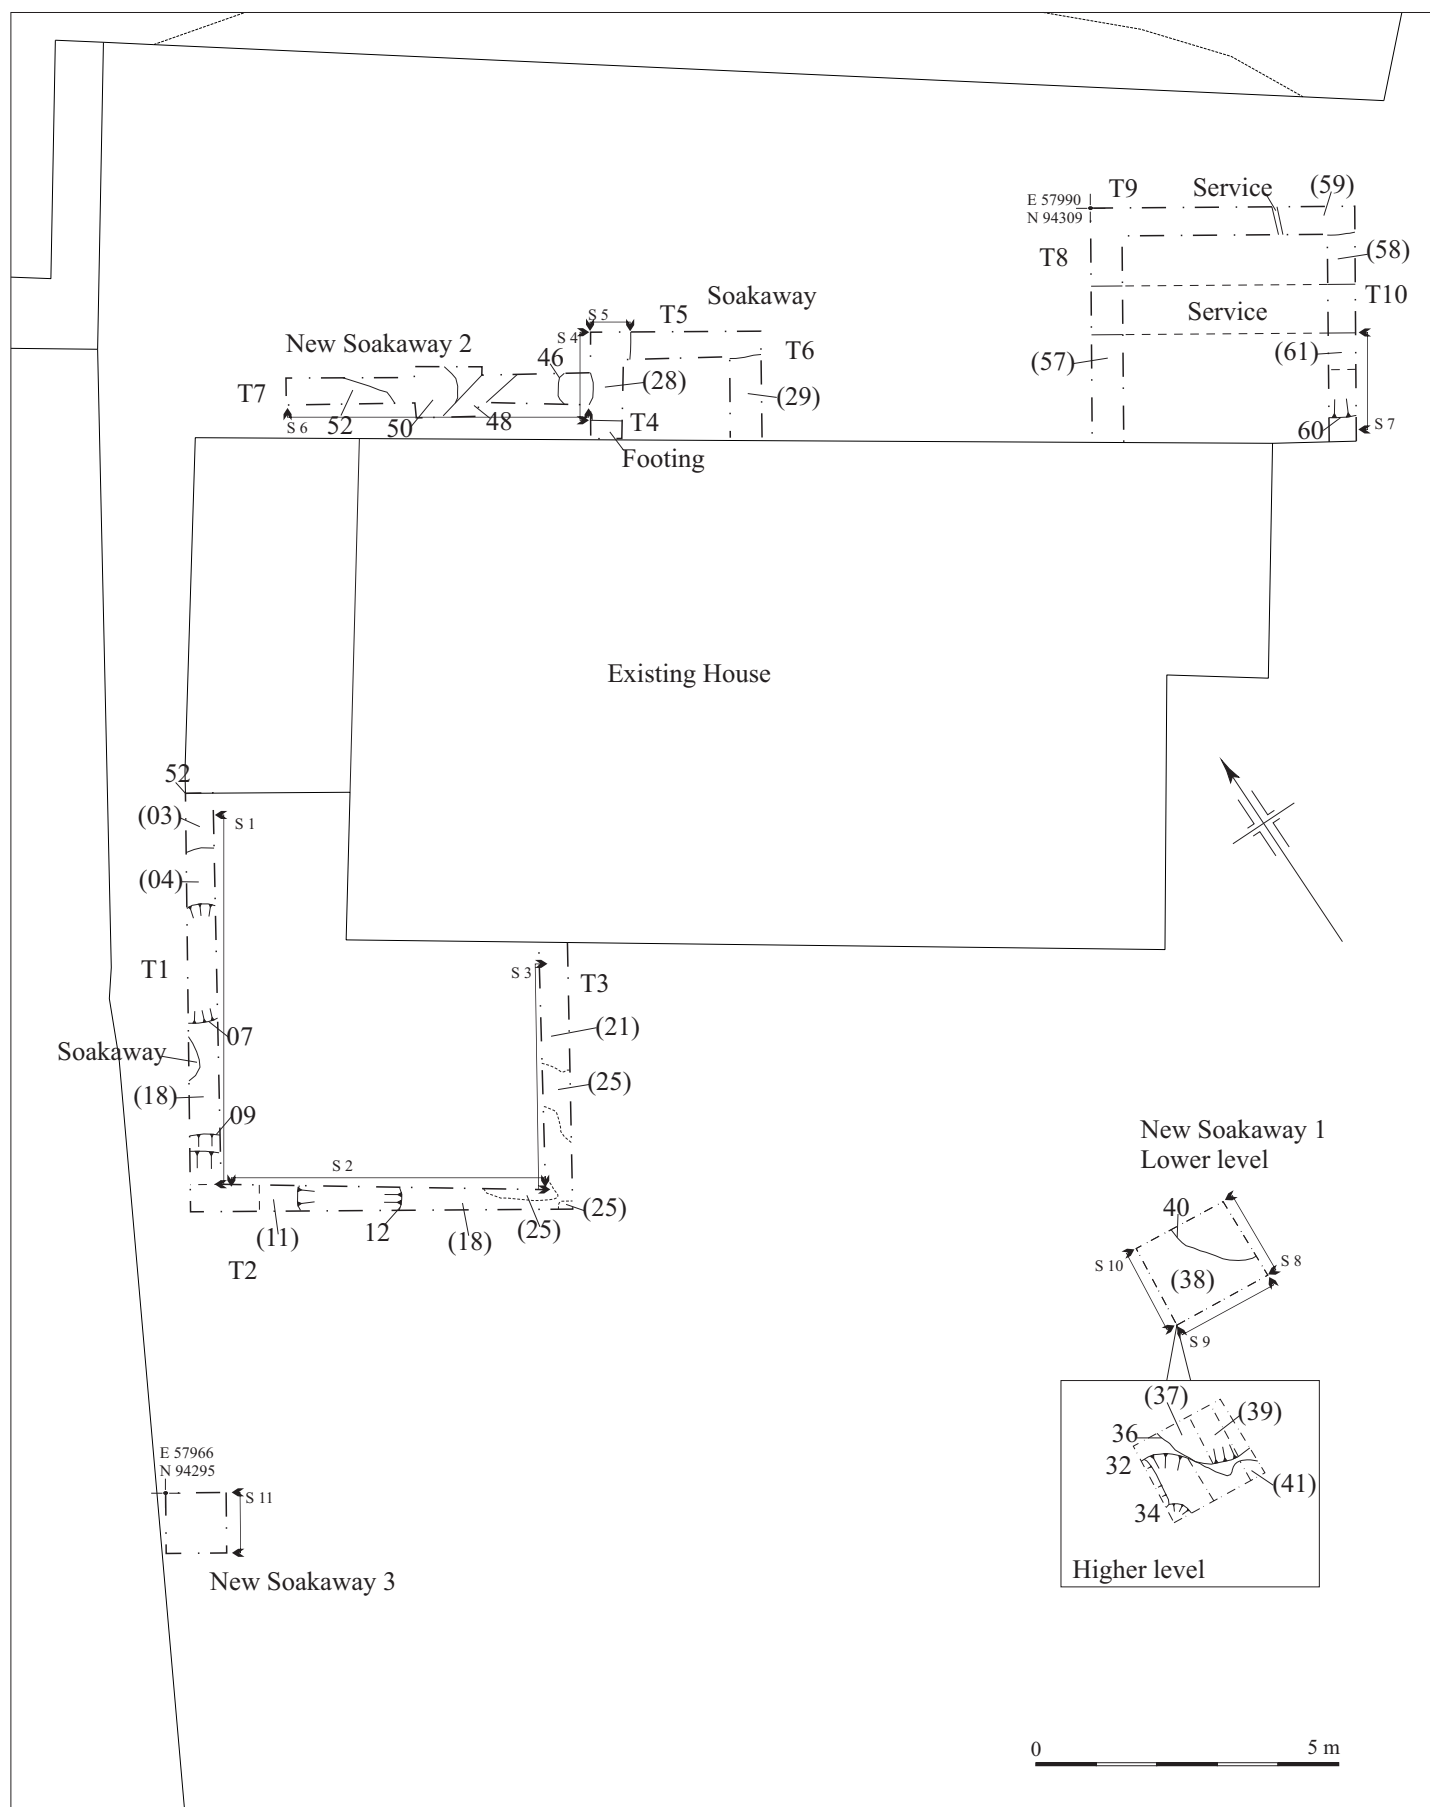 E 57990
N 94309
T9
Service
(59)
T8
(58)
T10
Service
(57)
(61)
60
S 7
Soakaway
S 5
T5
S 4
T6
New Soakaway 2
46
(28)
(29)
T7
S 6
52
50
48
T4
Footing
Existing House
52
(03)
S 1
(04)
T1
07
Soakaway
(18)
09
S 3
T3
(21)
(25)
S 2
(11)
12
(18)
(25)
(25)
T2
New Soakaway 1
Lower level
40
S 10
(38)
S 8
S 9
(37)
36
(39)
32
(41)
34
Higher level
E 57966
N 94295
S 11
New Soakaway 3
0
5 m